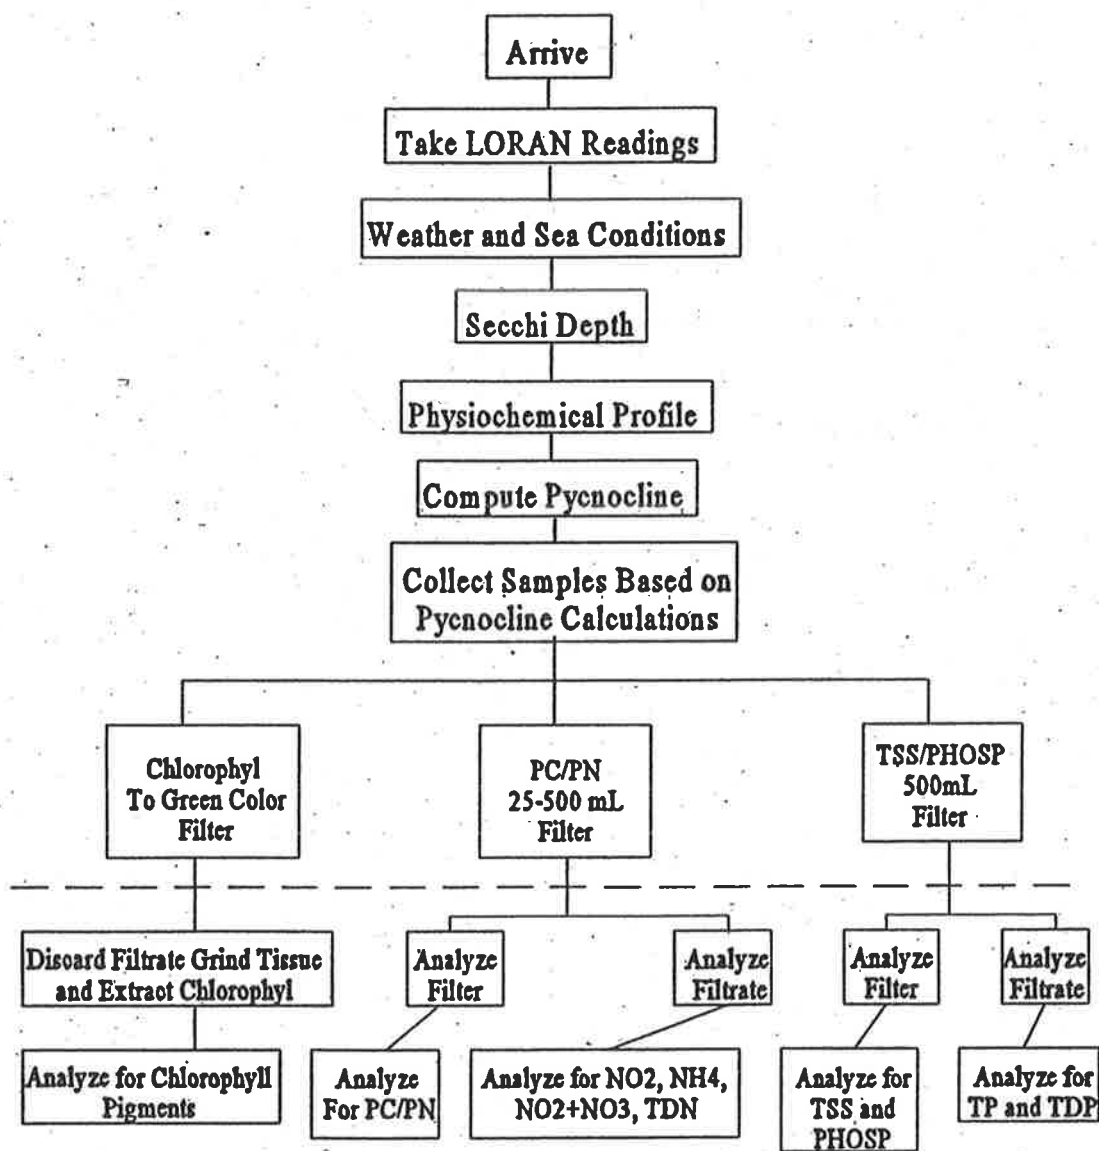 Arrive
Take LORAN Readings
Weather and Sea Conditions
Secchi Depth
Physiochemical Profile
Compute Pycnocline
Collect Samples Based on
Pycnocline Calculations
Chlorophyl
To Green Color
Filter
PC/PN
25-500 mL
Filter
TSS/PHOSP
500mL
Filter
Discard Filtrate Grind Tissue
and Extract Chlorophyl
Analyze
Filter
Analyze
Filtrate
Analyze
Filter
Analyze
Filtrate
Analyze for Chlorophyll
Pigments
Analyze
For PC/PN
Analyze for NO2, NH4,
NO2+NO3, TDN
Analyze for
TSS and
PHOSP
Analyze for
TP and TDP